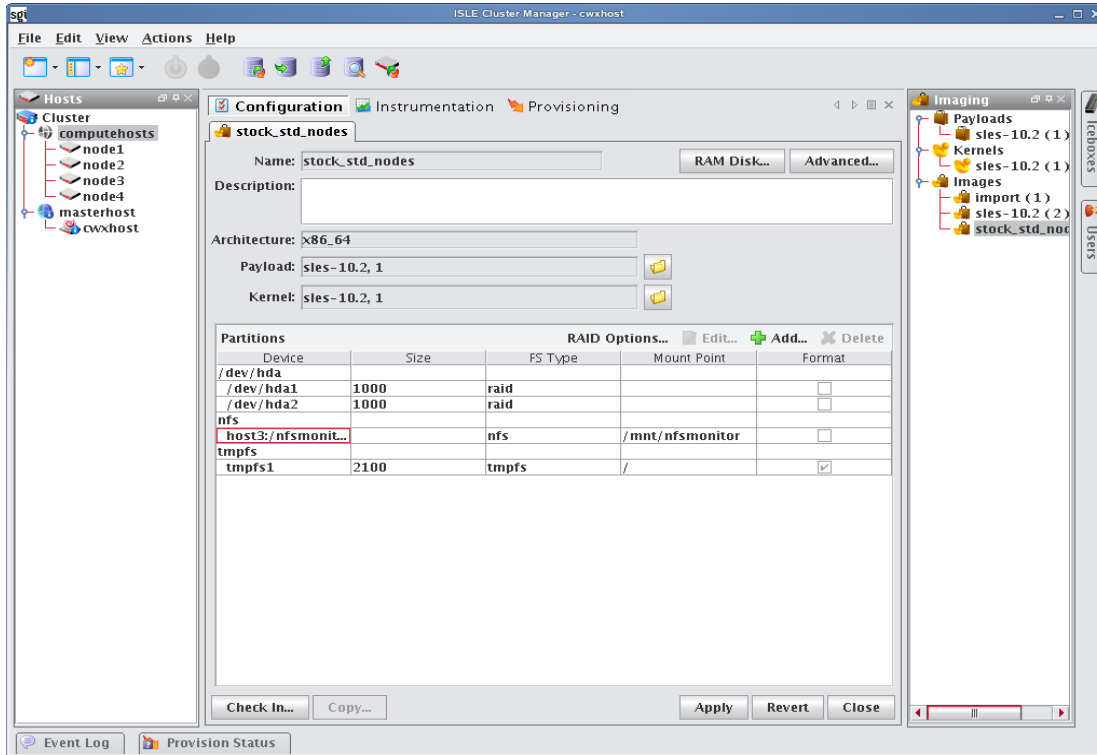 sgi ISLE Cluster Manager - cwxhost
File Edit View Actions Help
Hosts
Cluster
computehosts
node1
node2
node3
node4
masterhost
cwxhost
Configuration Instrumentation Provisioning
stock_std_nodes
Name: stock_std_nodes RAM Disk... Advanced...
Description:
Architecture: x86_64
Payload: sles-10.2, 1
Kernel: sles-10.2, 1
Partitions RAID Options... Edit... Add... Delete
Device Size FS Type Mount Point Format
/dev/hda
/dev/hda1 1000 raid
/dev/hda2 1000 raid
nfs
host3:/nfsmonit... nfs /mnt/nfsmonitor
tmpfs
tmpfs1 2100 tmpfs /
Check In... Copy... Apply Revert Close
Imaging
Payloads
sles-10.2 (1)
Kernels
sles-10.2 (1)
Images
import (1)
sles-10.2 (2)
stock_std_nod
Iceboxes
Users
Event Log Provision Status